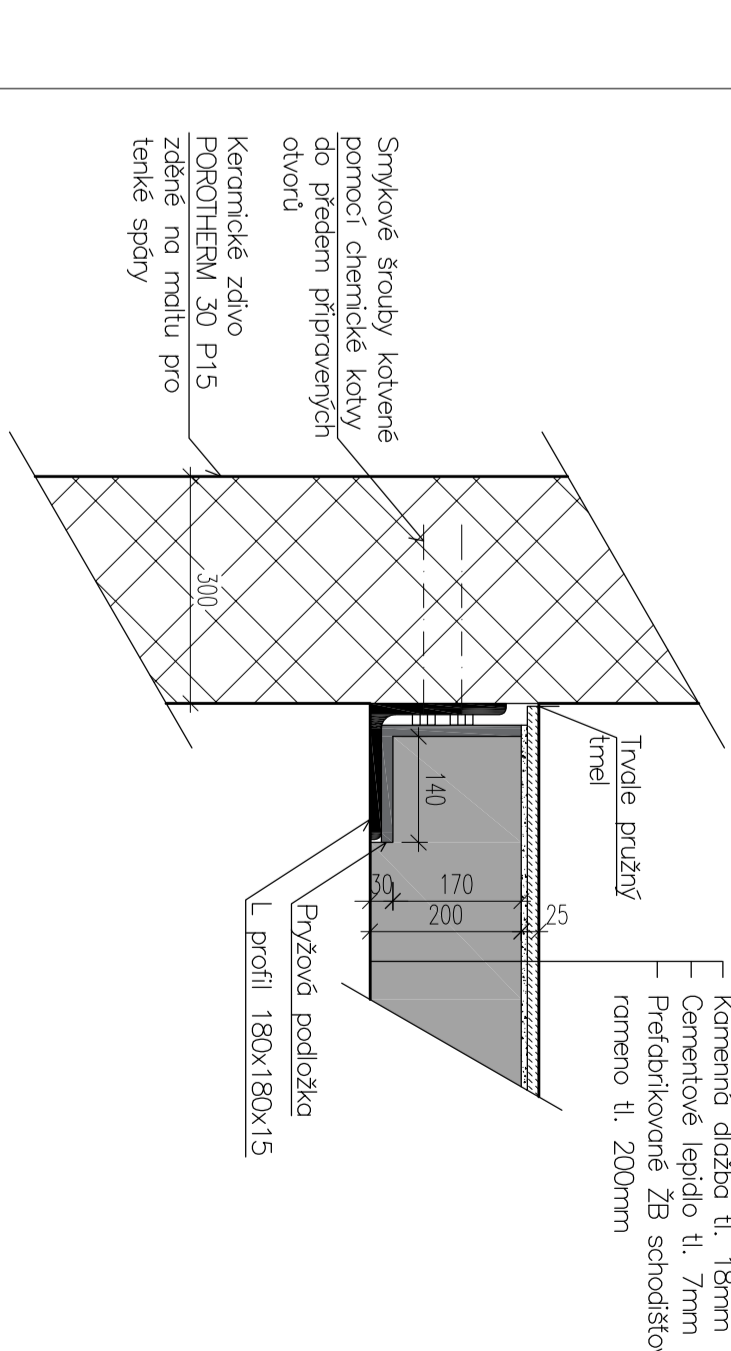 Kamenná dlažba tl. 18mm
Cementové lepidlo tl. 7mm
Prefabrikované ŽB
rameno tl. 200mm
Trvale pružný
tmel
25
170
30
200
140
Smykové šrouby kotvené
pomocí chemické kotvy
do předem připravených
otvorů
Pryžová podložka
L profil 180x180x15
Keramické zdivo
POROTHERM 30 P15
zděné na maltu pro
tenké spáry
300